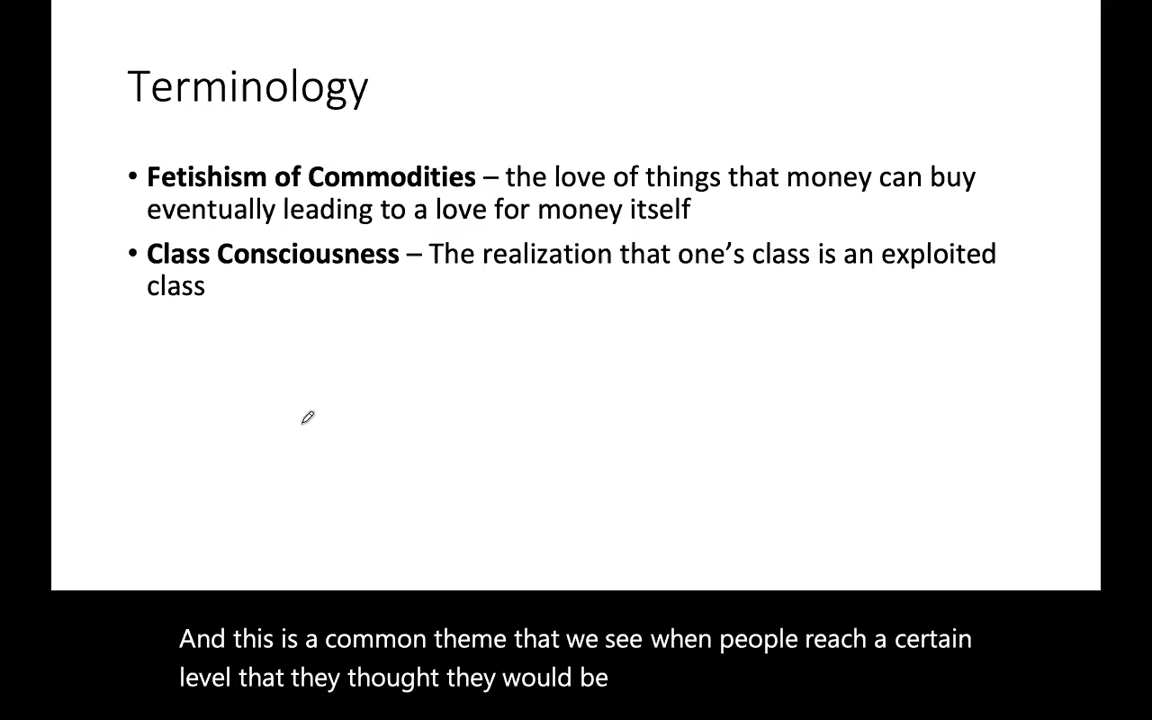 Terminology
• Fetishism of Commodities – the love of things that money can buy
eventually leading to a love for money itself
• Class Consciousness – The realization that one’s class is an exploited
class
And this is a common theme that we see when people reach a certain
level that they thought they would be